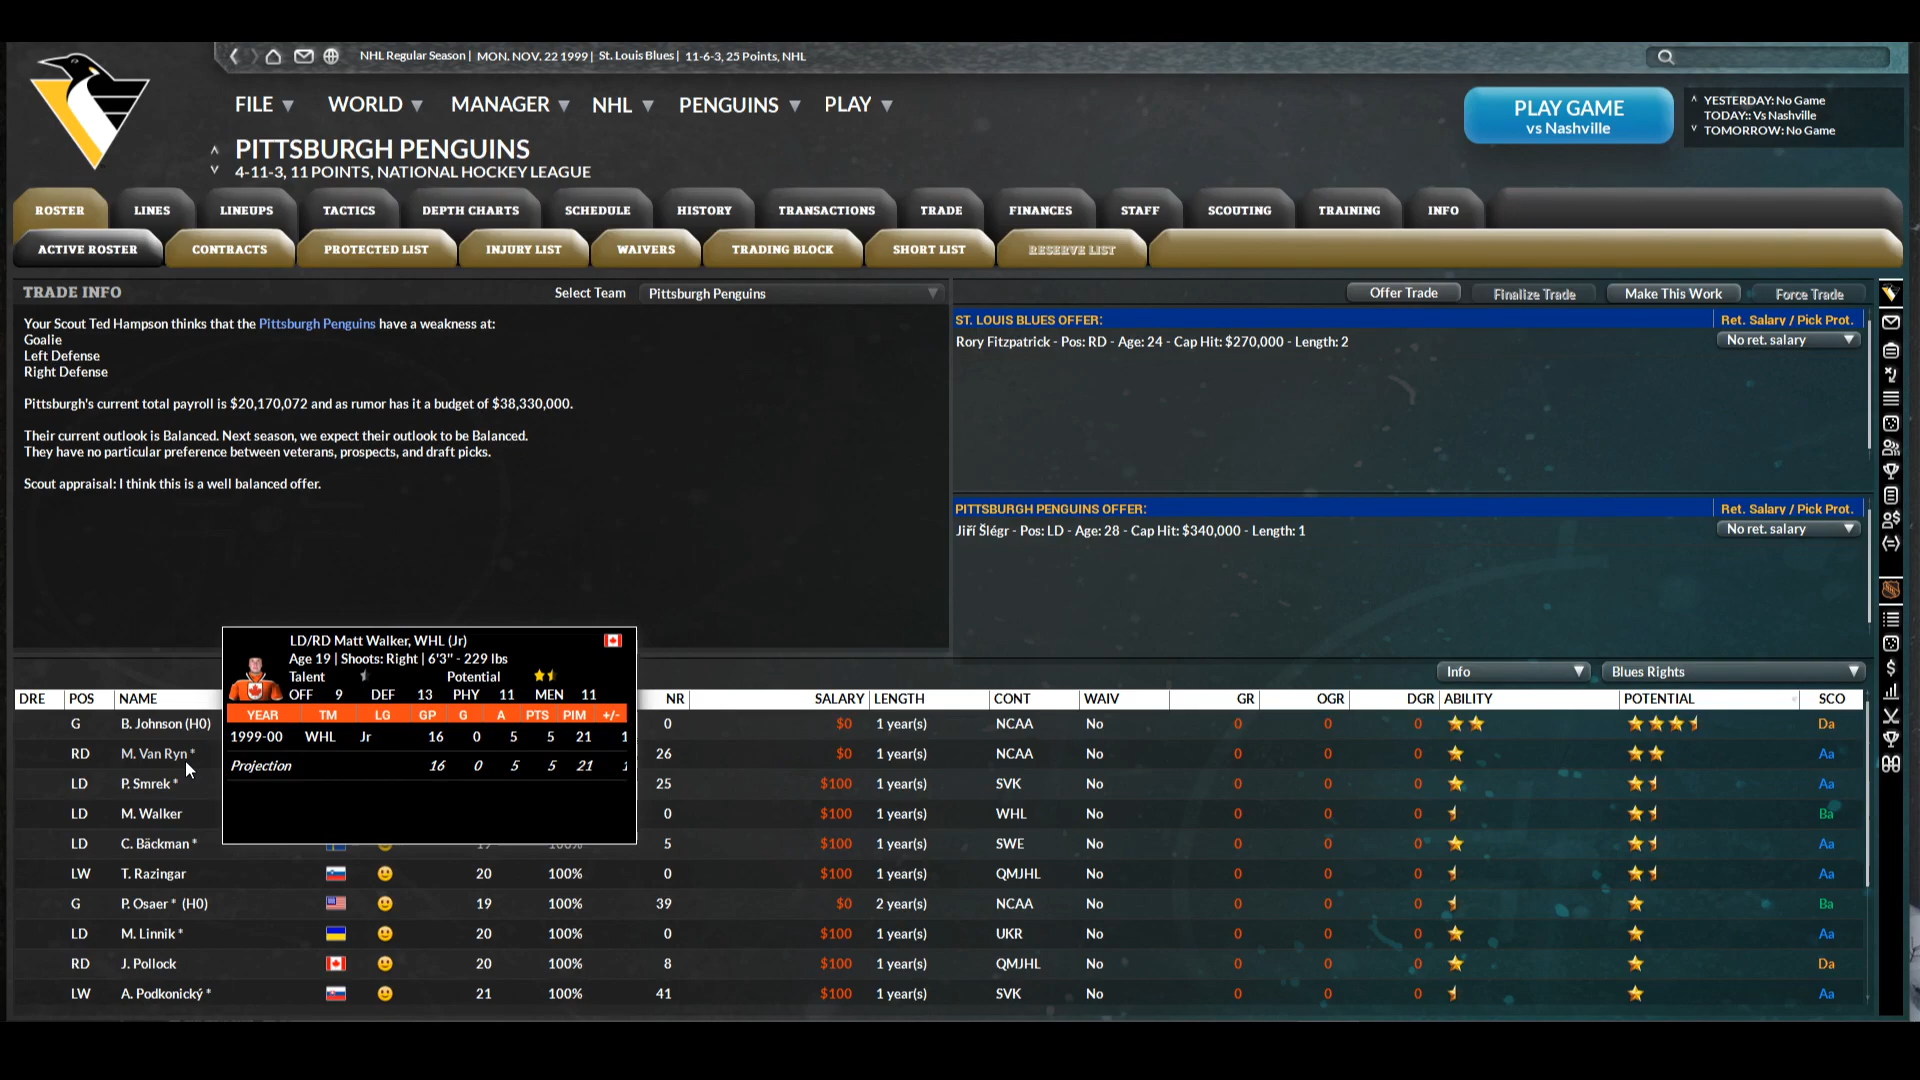 NHL Regular Season | MON. NOV. 22 1999 | St. Louis Blues | 11-6-3, 25 Points, NHL
FILE WORLD MANAGER NHL PENGUINS PLAY
PLAY GAME
vs Nashville
YESTERDAY: No Game
TODAY:: Vs Nashville
TOMORROW: No Game
PITTSBURGH PENGUINS
4-11-3, 11 POINTS, NATIONAL HOCKEY LEAGUE
ROSTER LINES LINEUPS TACTICS DEPTH CHARTS SCHEDULE HISTORY TRANSACTIONS TRADE FINANCES STAFF SCOUTING TRAINING INFO
ACTIVE ROSTER CONTRACTS PROTECTED LIST INJURY LIST WAIVERS TRADING BLOCK SHORT LIST RESERVE LIST
TRADE INFO Select Team Pittsburgh Penguins
Offer Trade Finalize Trade Make This Work Force Trade
Your Scout Ted Hampson thinks that the Pittsburgh Penguins have a weakness at:
Goalie
Left Defense
Right Defense
Pittsburgh's current total payroll is $20,170,072 and as rumor has it a budget of $38,330,000.
Their current outlook is Balanced. Next season, we expect their outlook to be Balanced.
They have no particular preference between veterans, prospects, and draft picks.
Scout appraisal: I think this is a well balanced offer.
ST. LOUIS BLUES OFFER: Ret. Salary / Pick Prot.
Rory Fitzpatrick - Pos: RD - Age: 24 - Cap Hit: $270,000 - Length: 2 No ret. salary
PITTSBURGH PENGUINS OFFER: Ret. Salary / Pick Prot.
Jiří Šlégr - Pos: LD - Age: 28 - Cap Hit: $340,000 - Length: 1 No ret. salary
LD/RD Matt Walker, WHL (Jr)
Age 19 | Shoots: Right | 6'3" - 229 lbs
Talent Potential
OFF 9 DEF 13 PHY 11 MEN 11
YEAR TM LG GP G A PTS PIM +/-
1999-00 WHL Jr 16 0 5 5 21 1
Projection 16 0 5 5 21
Info Blues Rights
DRE POS NAME NR SALARY LENGTH CONT WAIV GR OGR DGR ABILITY POTENTIAL SCO
G B. Johnson (H0) 0 $0 1 year(s) NCAA No 0 0 0 Da
RD M. Van Ryn * 26 $0 1 year(s) NCAA No 0 0 0 Aa
LD P. Smrek * 25 $100 1 year(s) SVK No 0 0 0 Aa
LD M. Walker 0 $100 1 year(s) WHL No 0 0 0 Ba
LD C. Bäckman * 5 $100 1 year(s) SWE No 0 0 0 Aa
LW T. Razingar 20 100% 0 $100 1 year(s) QMJHL No 0 0 0 Aa
G P. Osaer * (H0) 19 100% 39 $0 2 year(s) NCAA No 0 0 0 Ba
LD M. Linnik * 20 100% 0 $100 1 year(s) UKR No 0 0 0 Aa
RD J. Pollock 20 100% 8 $100 1 year(s) QMJHL No 0 0 0 Da
LW A. Podkonický * 21 100% 41 $100 1 year(s) SVK No 0 0 0 Aa